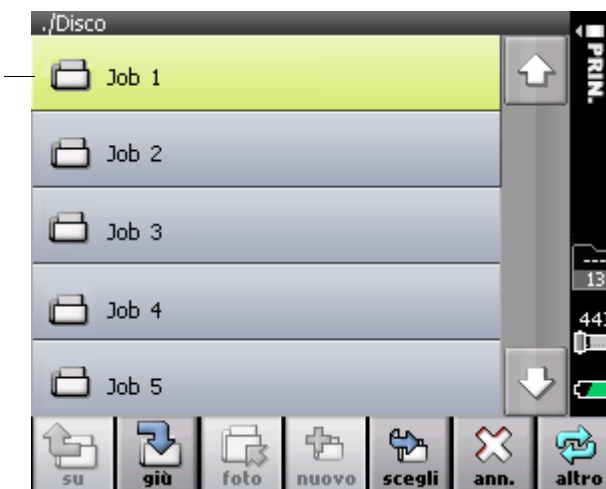 ./Disco
Job 1
Job 2
Job 3
Job 4
Job 5
PRIN.
---
13
443
su
giù
foto
nuovo
scegli
ann.
altro